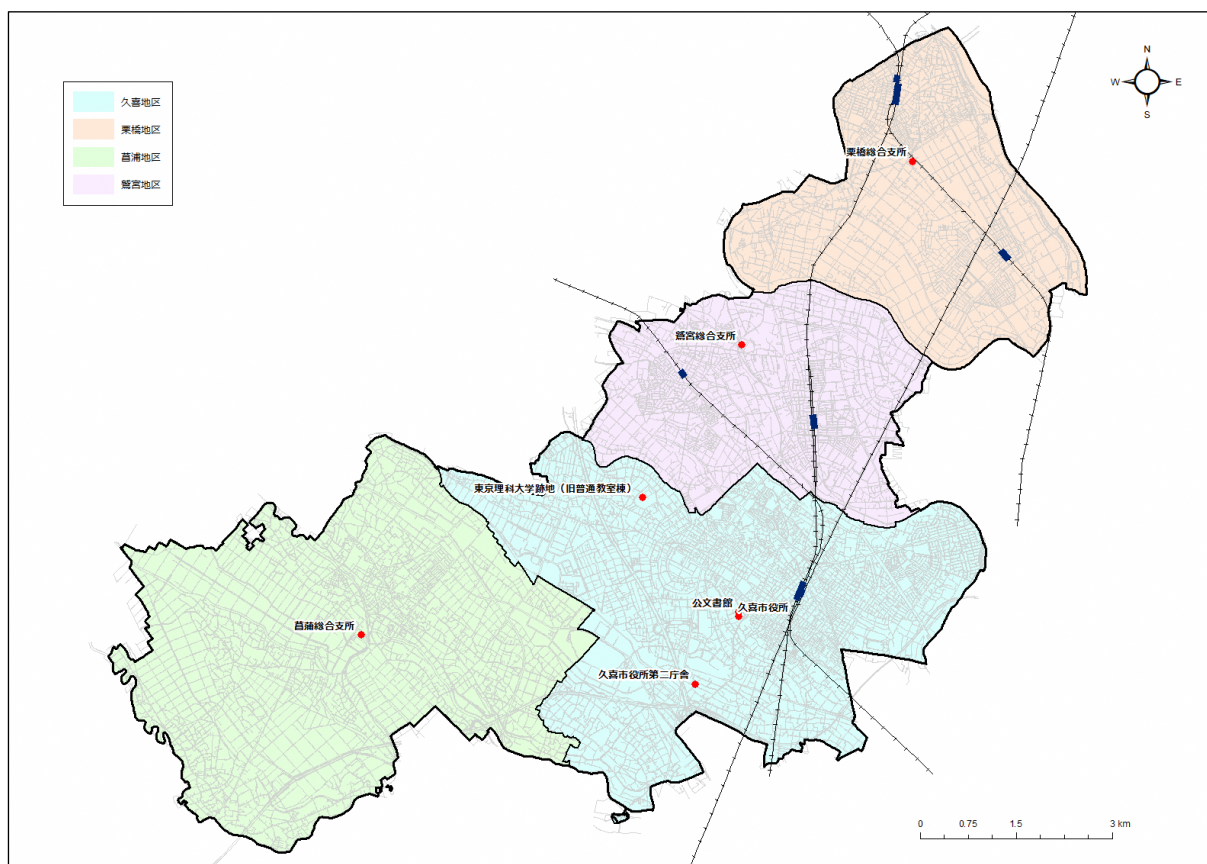 久喜地区
栗橋地区
菖蒲地区
鷲宮地区
N
W
E
S
栗橋総合支所
鷲宮総合支所
東京理科大学跡地（旧普通教室棟）
公文書館
久喜市役所
菖蒲総合支所
久喜市役所第二庁舎
0 0.75 1.5 3 km